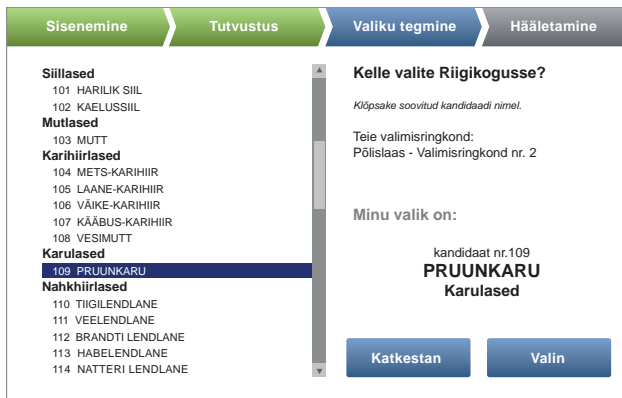 Sisenemine
Tutvustus
Valiku tegmine
Hääletamine
Siillased
101 HARILIK SIIL
102 KAELUSSIIL
Mutlased
103 MUTT
Karihiirlased
104 METS-KARIHIIR
105 LAANE-KARIHIIR
106 VÄIKE-KARIHIIR
107 KÄÄBUS-KARIHIIR
108 VESIMUTT
Karulased
109 PRUUNKARU
Nahkhiirlased
110 TIIGILENDLANE
111 VEELENDLANE
112 BRANDTI LENDLANE
113 HABELENDLANE
114 NATTERI LENDLANE
Kelle valite Riigikogusse?
Klõpsake soovitud kandidaadi nimel.
Teie valimisringkond:
Põlislaas - Valimisringkond nr. 2
Minu valik on:
kandidaat nr.109
PRUUNKARU
Karulased
Katkestan
Valin